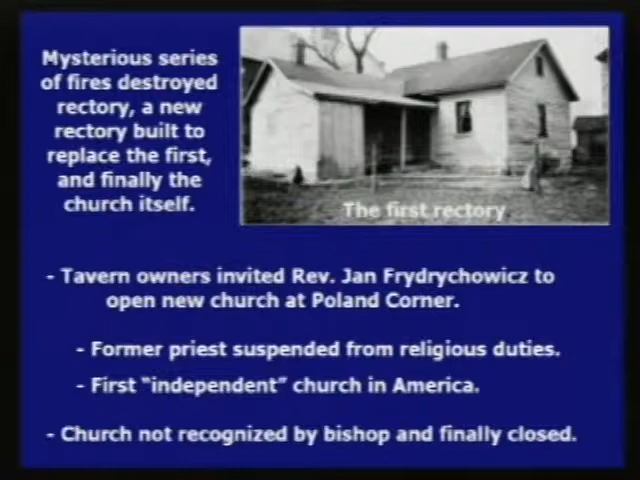 Mysterious series
of fires destroyed
rectory, a new
rectory built to
replace the first,
and finally the
church itself.
The first rectory
- Tavern owners invited Rev. Jan Frydrychowicz to
open new church at Poland Corner.
- Former priest suspended from religious duties.
- First “independent” church in America.
- Church not recognized by bishop and finally closed.